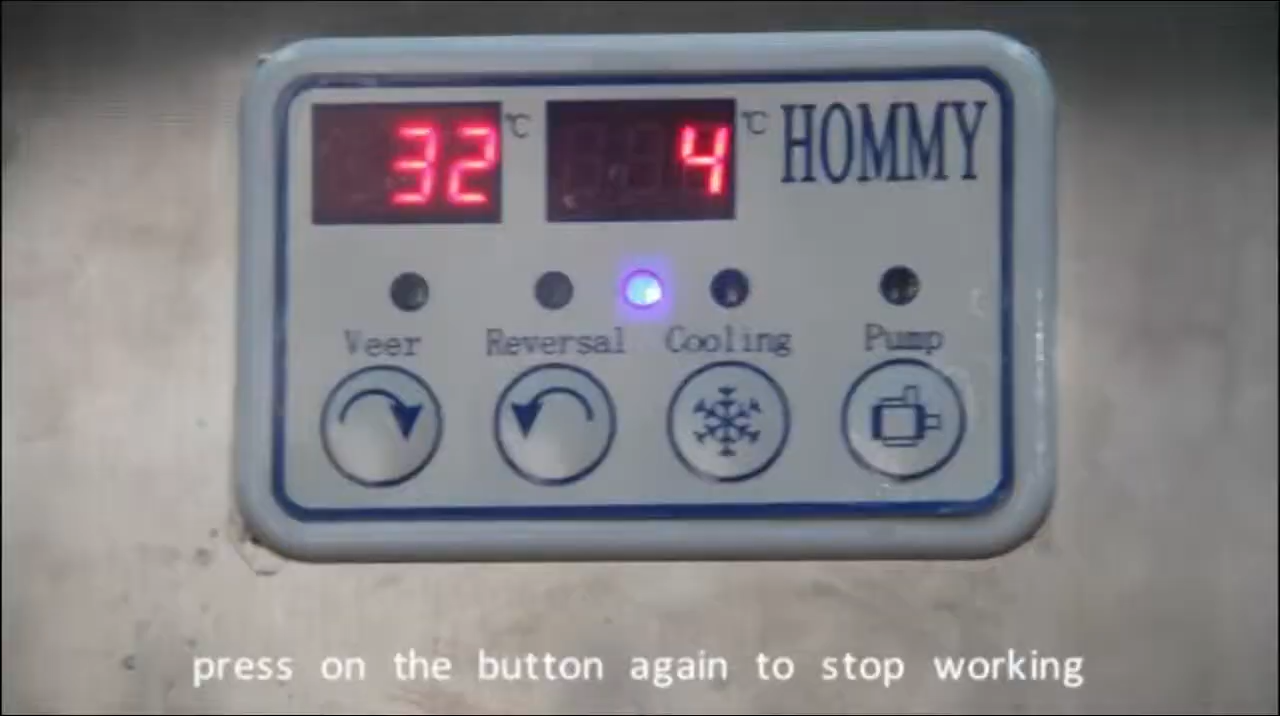 32 ℃ 4 ℃ HOMMY
Veer Reversal Cooling Pump
press on the button again to stop working